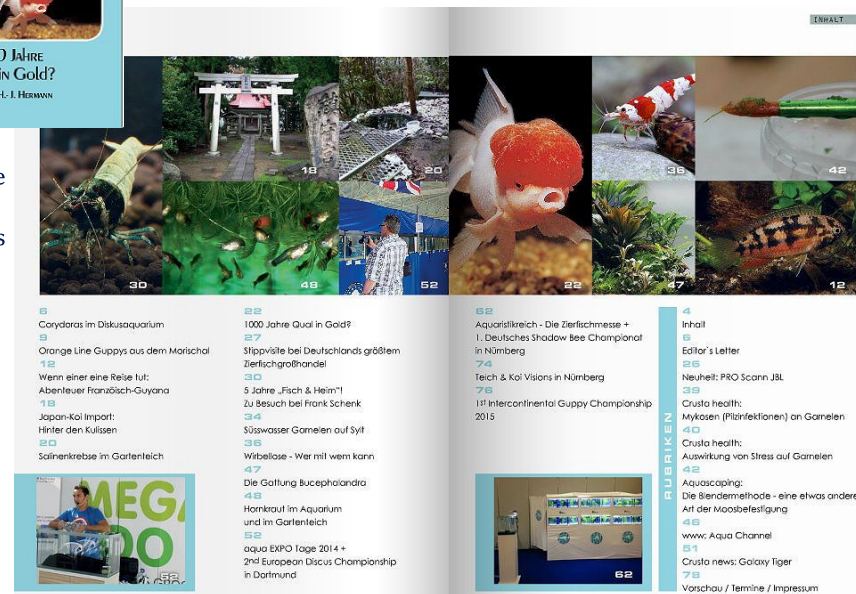 0 JAHRE
IN GOLD?
H.- J. HERMANN
e
s
INHALT
30
18
48
20
52
22
36
47
42
12
6
Corydoras im Diskusaquarium
9
Orange Line Guppys aus dem Marischal
12
Wenn einer eine Reise tut:
Abenteuer Französisch-Guyana
18
Japan-Koi Import:
Hinter den Kulissen
20
Salinenkrebse im Gartenteich
MEGA
52
22
1000 Jahre Qual in Gold?
27
Stippvisite bei Deutschlands größtem
Zierfischgroßhandel
30
5 Jahre „Fisch & Heim"!
Zu Besuch bei Frank Schenk
34
Süsswasser Garnelen auf Sylt
36
Wirbellose - Wer mit wem kann
47
Die Gattung Bucephalandra
48
Hornkraut im Aquarium
und im Gartenteich
52
aqua EXPO Tage 2014 +
2nd European Discus Championship
in Dortmund
62
Aquaristikreich - Die Zierfischmesse +
1. Deutsches Shadow Bee Championat
in Nürnberg
74
Teich & Koi Visions in Nürnberg
76
1st Intercontinental Guppy Championship
2015
62
RUBRIKEN
4
Inhalt
6
Editor`s Letter
26
Neuheit: PRO Scann JBL
39
Crusta health:
Mykosen (Pilzinfektionen) an Garnelen
40
Crusta health:
Auswirkung von Stress auf Garnelen
42
Aquascaping:
Die Blendermethode - eine etwas andere
Art der Moosbefestigung
46
www: Aqua Channel
51
Crusta news: Galaxy Tiger
78
Vorschau / Termine / Impressum